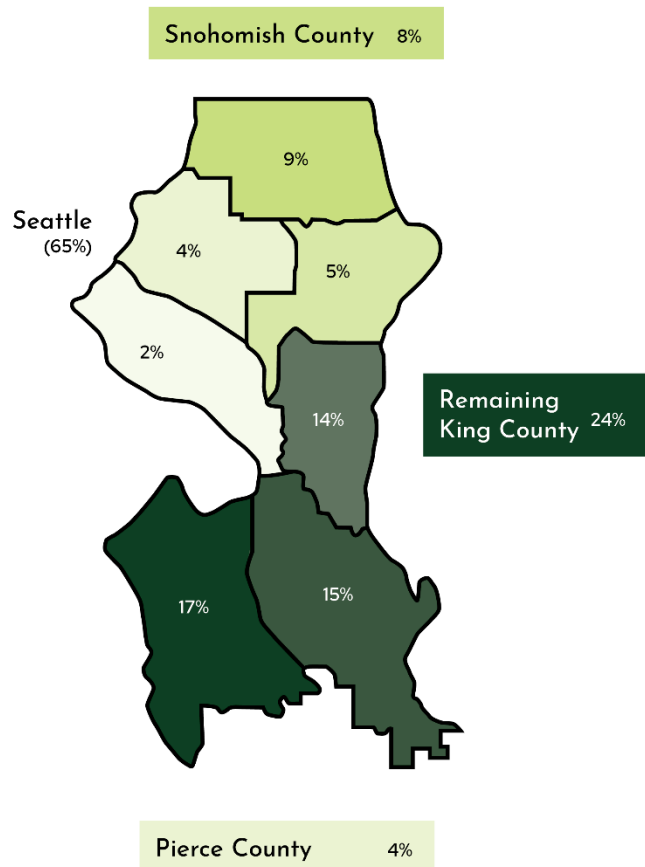 Snohomish County 8%
9%
Seattle
(65%)
4%
5%
2%
14%
Remaining
King County 24%
17%
15%
Pierce County 4%